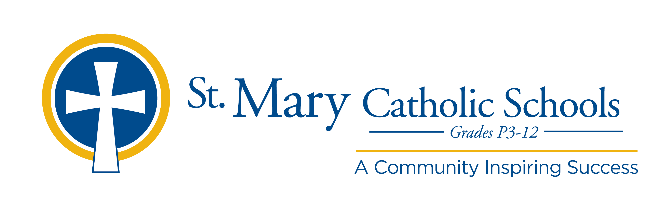 St. Mary Catholic Schools
Grades P3-12
A Community Inspiring Success